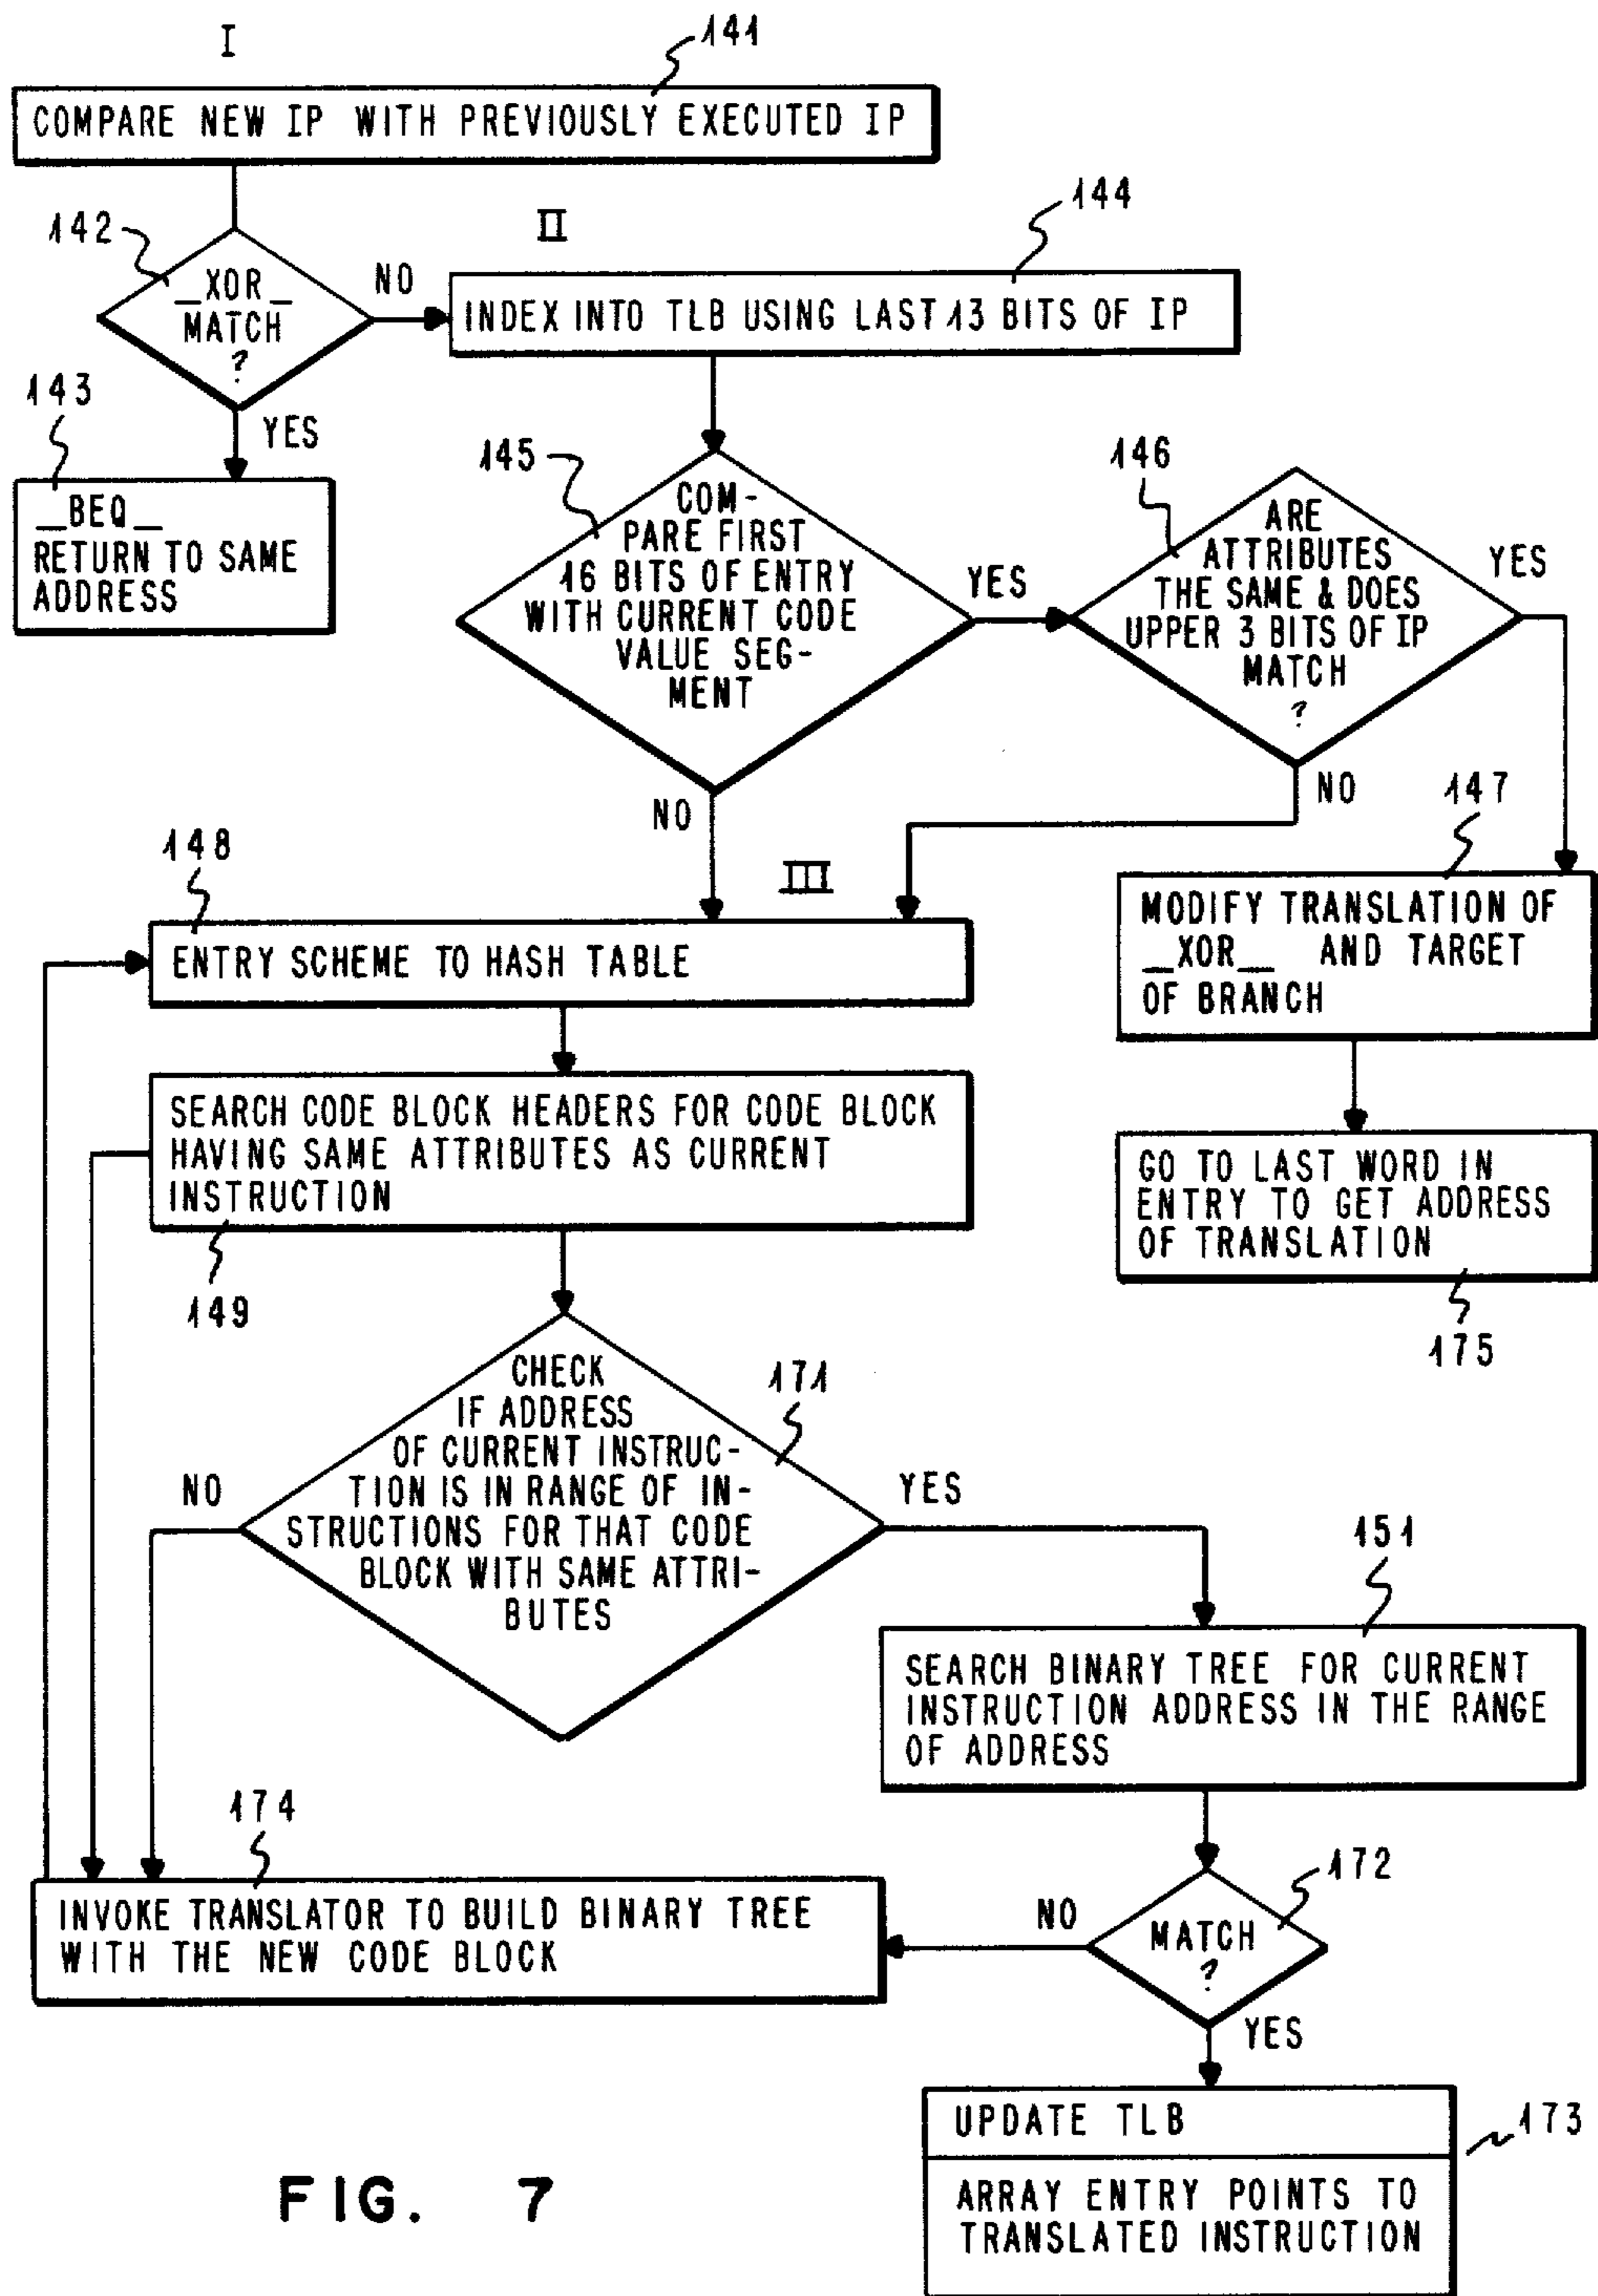 I
141
COMPARE NEW IP WITH PREVIOUSLY EXECUTED IP
142
_XOR_
MATCH
?
NO
YES
II
144
INDEX INTO TLB USING LAST 13 BITS OF IP
143
_BEQ_
RETURN TO SAME
ADDRESS
145
COM-
PARE FIRST
16 BITS OF ENTRY
WITH CURRENT CODE
VALUE SEG-
MENT
YES
NO
146
ARE
ATTRIBUTES
THE SAME & DOES
UPPER 3 BITS OF IP
MATCH
?
YES
NO
147
MODIFY TRANSLATION OF
_XOR_ AND TARGET
OF BRANCH
III
148
ENTRY SCHEME TO HASH TABLE
SEARCH CODE BLOCK HEADERS FOR CODE BLOCK
HAVING SAME ATTRIBUTES AS CURRENT
INSTRUCTION
149
GO TO LAST WORD IN
ENTRY TO GET ADDRESS
OF TRANSLATION
175
CHECK
IF ADDRESS
OF CURRENT INSTRUC-
TION IS IN RANGE OF IN-
STRUCTIONS FOR THAT CODE
BLOCK WITH SAME ATTRI-
BUTES
171
NO
YES
151
SEARCH BINARY TREE FOR CURRENT
INSTRUCTION ADDRESS IN THE RANGE
OF ADDRESS
174
INVOKE TRANSLATOR TO BUILD BINARY TREE
WITH THE NEW CODE BLOCK
172
MATCH
?
NO
YES
UPDATE TLB
ARRAY ENTRY POINTS TO
TRANSLATED INSTRUCTION
173
FIG. 7